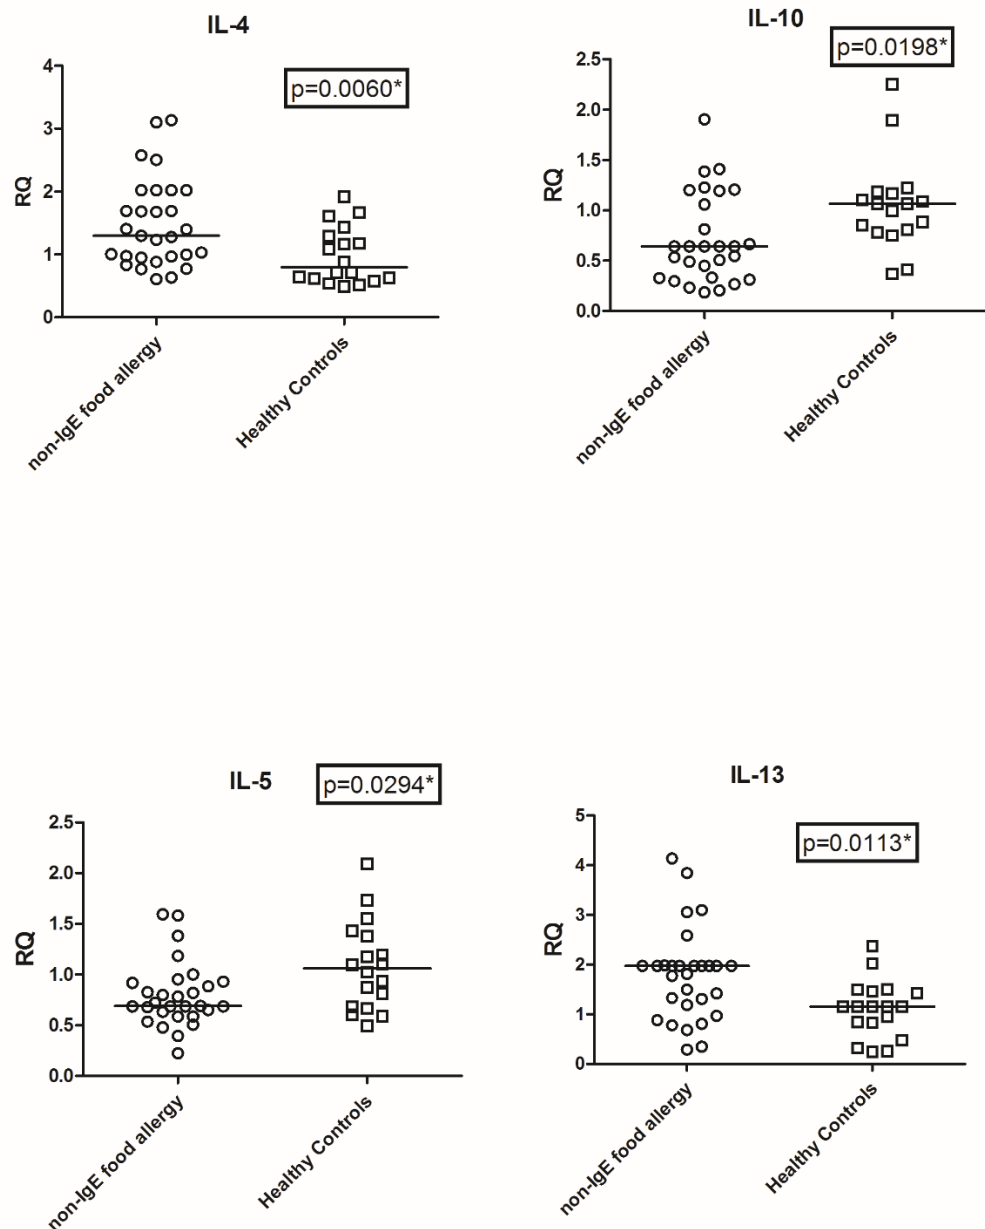 IL-4
p=0.0060*
4
3
2
1
0
RQ
non-IgE food allergy
Healthy Controls
IL-10
p=0.0198*
2.5
2.0
1.5
1.0
0.5
0.0
RQ
non-IgE food allergy
Healthy Controls
IL-5
p=0.0294*
2.5
2.0
1.5
1.0
0.5
0.0
RQ
non-IgE food allergy
Healthy Controls
IL-13
p=0.0113*
5
4
3
2
1
0
RQ
non-IgE food allergy
Healthy Controls